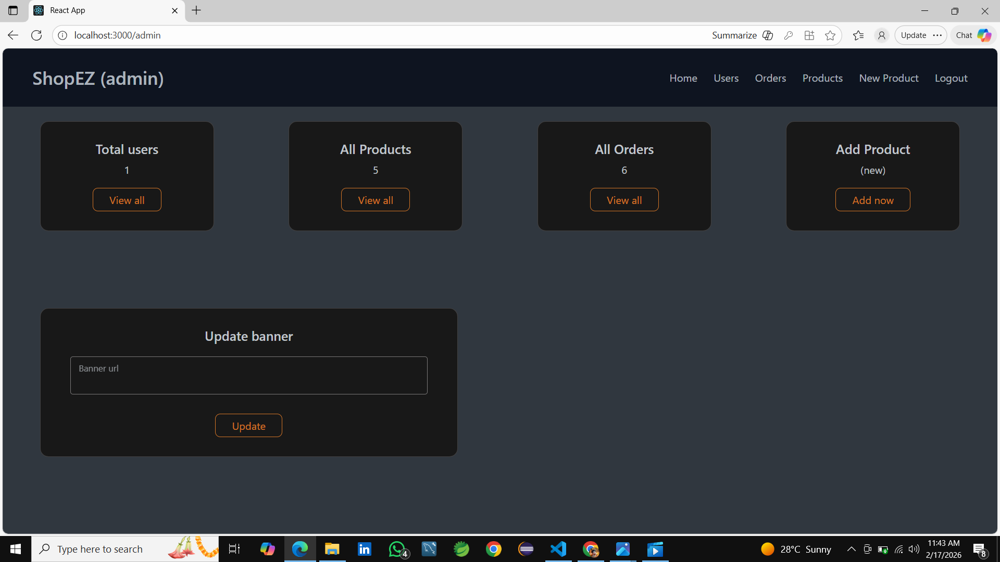 React App
localhost:3000/admin
Summarize
Update
Chat
ShopEZ (admin)
Home Users Orders Products New Product Logout
Total users
1
View all
All Products
5
View all
All Orders
6
View all
Add Product
(new)
Add now
Update banner
Banner url
Update
Type here to search
4
28°C Sunny
11:43 AM
2/17/2026
8